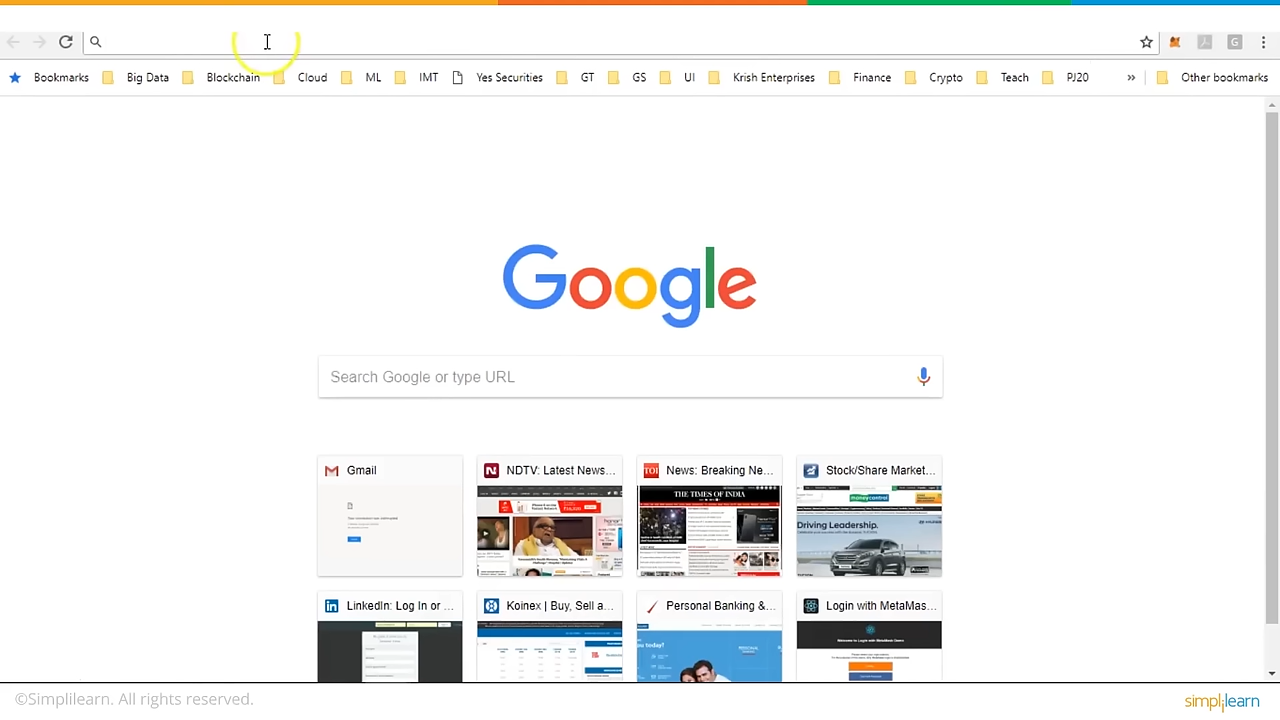 Bookmarks Big Data Blockchain Cloud ML IMT Yes Securities GT GS UI Krish Enterprises Finance Crypto Teach PJ20 » Other bookmarks
Google
Search Google or type URL
Gmail NDTV: Latest News... News: Breaking Ne... Stock/Share Market...
THE TIMES OF INDIA
moneycontrol
Driving Leadership.
LinkedIn: Log In or ... Koinex | Buy, Sell a... Personal Banking &... Login with MetaMas...
©Simplilearn. All rights reserved. simplilearn